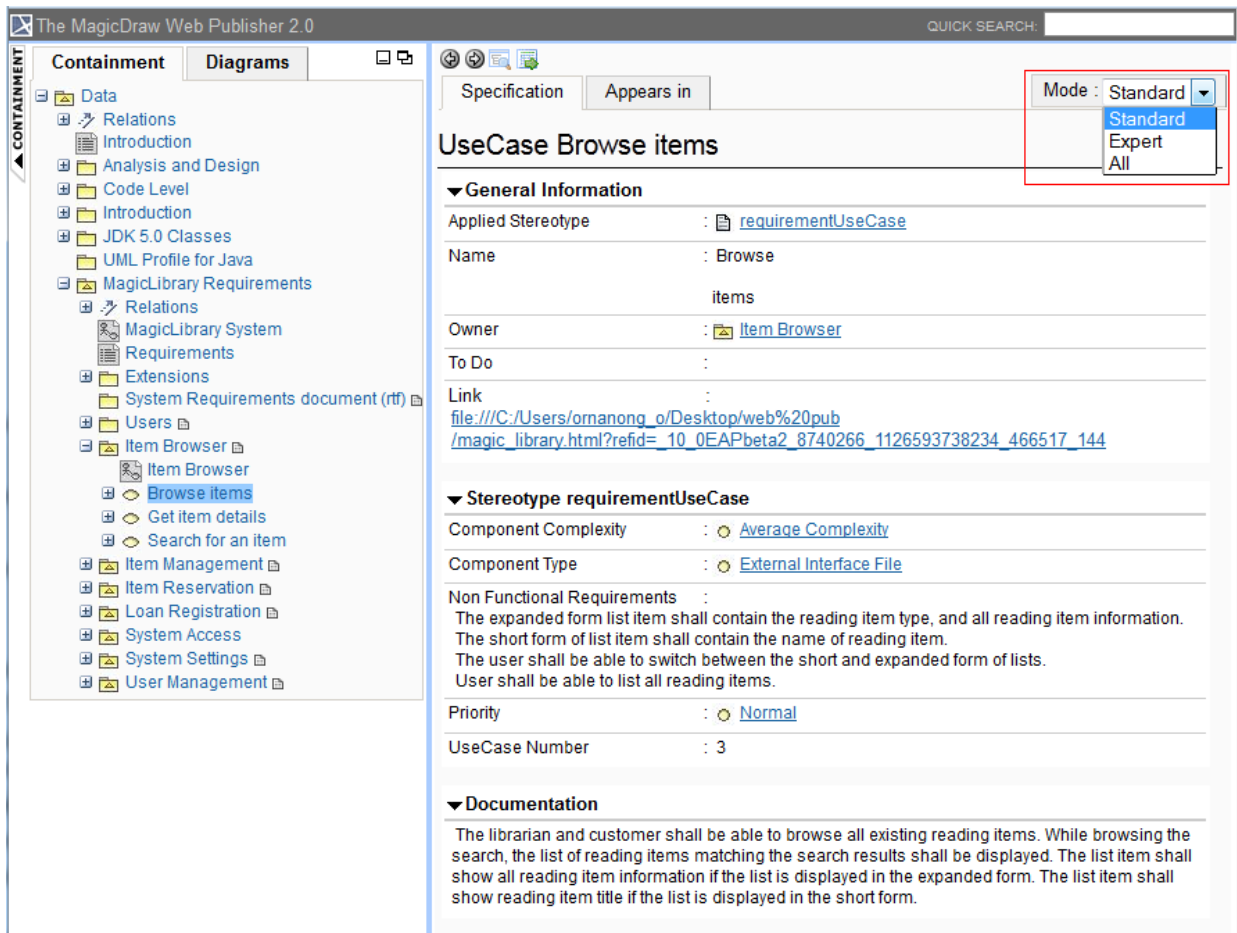 The MagicDraw Web Publisher 2.0
QUICK SEARCH:
CONTAINMENT
Containment
Diagrams
Data
Relations
Introduction
Analysis and Design
Code Level
Introduction
JDK 5.0 Classes
UML Profile for Java
MagicLibrary Requirements
Relations
MagicLibrary System
Requirements
Extensions
System Requirements document (rtf)
Users
Item Browser
Item Browser
Browse items
Get item details
Search for an item
Item Management
Item Reservation
Loan Registration
System Access
System Settings
User Management
Specification
Appears in
Mode : Standard
Standard
Expert
All
UseCase Browse items
General Information
Applied Stereotype : requirementUseCase
Name : Browse
items
Owner : Item Browser
To Do :
Link :
file:///C:/Users/ornanong_o/Desktop/web%20pub
/magic_library.html?refid=_10_0EAPbeta2_8740266_1126593738234_466517_144
Stereotype requirementUseCase
Component Complexity : Average Complexity
Component Type : External Interface File
Non Functional Requirements :
The expanded form list item shall contain the reading item type, and all reading item information.
The short form of list item shall contain the name of reading item.
The user shall be able to switch between the short and expanded form of lists.
User shall be able to list all reading items.
Priority : Normal
UseCase Number : 3
Documentation
The librarian and customer shall be able to browse all existing reading items. While browsing the
search, the list of reading items matching the search results shall be displayed. The list item shall
show all reading item information if the list is displayed in the expanded form. The list item shall
show reading item title if the list is displayed in the short form.